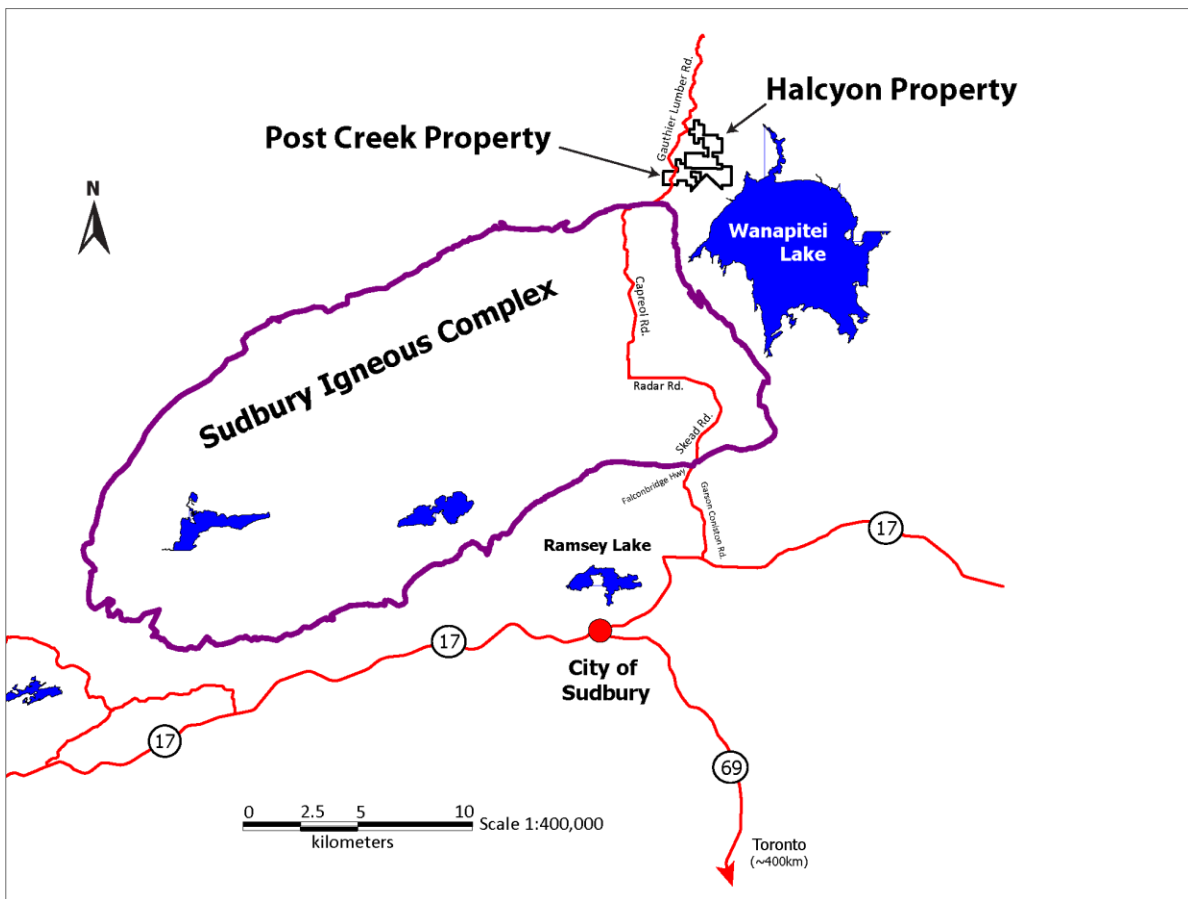 Gauthier Lumber Rd.
Halcyon Property
Post Creek Property
N
Wanapitei
Lake
Sudbury Igneous Complex
Capreol Rd.
Radar Rd.
Skead Rd.
Falconbridge Hwy
Garson Coniston Rd.
Ramsey Lake
17
17
City of
Sudbury
17
69
0 2.5 5 10
Scale 1:400,000
kilometers
Toronto
(~400km)